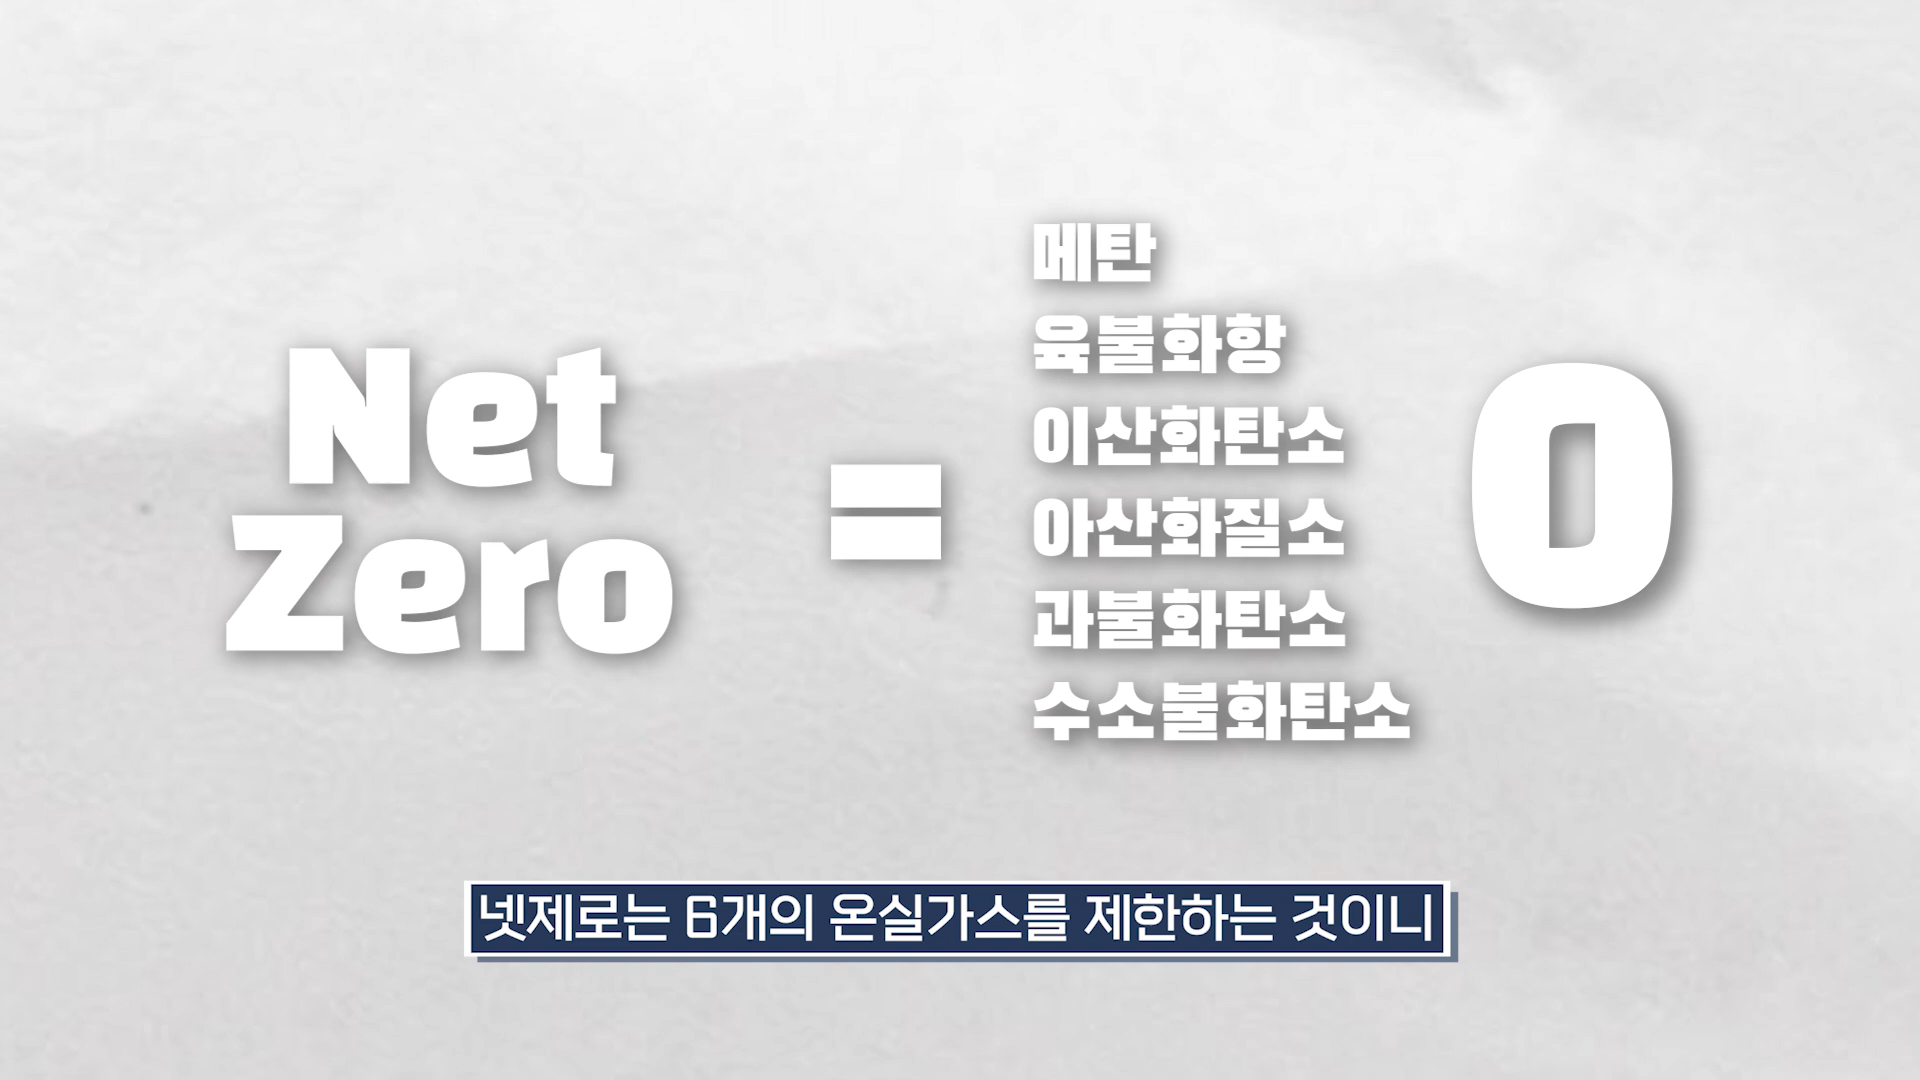 Net
Zero
=
메탄
육불화항
이산화탄소
아산화질소
과불화탄소
수소불화탄소
0
넷제로는 6개의 온실가스를 제한하는 것이니